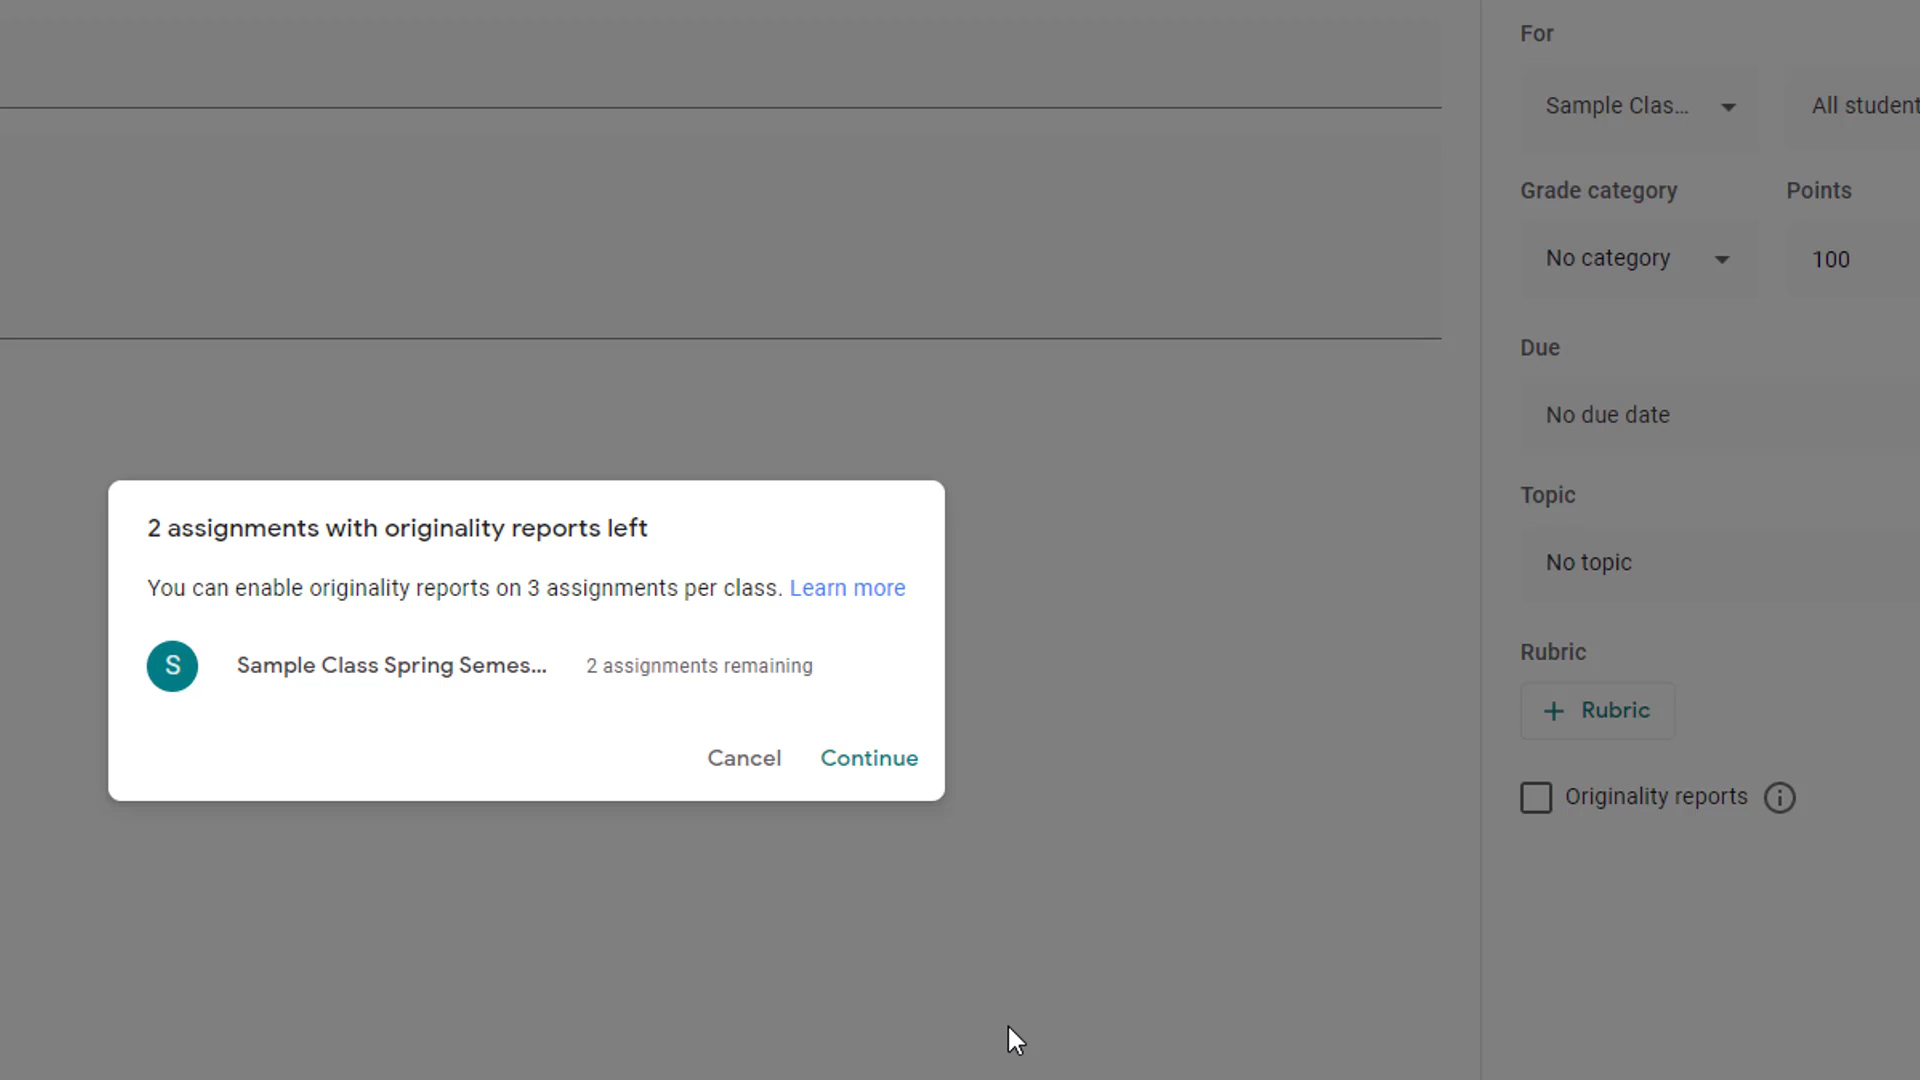 For
Sample Clas...
All student
Grade category
Points
No category
100
Due
No due date
Topic
No topic
Rubric
+ Rubric
Originality reports
2 assignments with originality reports left
You can enable originality reports on 3 assignments per class. Learn more
S
Sample Class Spring Semes...
2 assignments remaining
Cancel
Continue